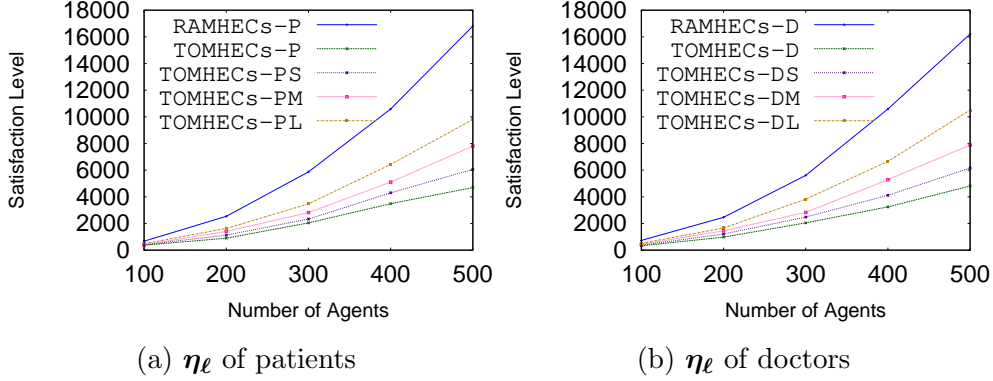 18000
16000
14000
12000
10000
8000
6000
4000
2000
0
Satisfaction Level
RAMHECs-P
TOMHECs-P
TOMHECs-PS
TOMHECs-PM
TOMHECs-PL
100 200 300 400 500
Number of Agents
(a) ηℓ of patients
18000
16000
14000
12000
10000
8000
6000
4000
2000
0
Satisfaction Level
RAMHECs-D
TOMHECs-D
TOMHECs-DS
TOMHECs-DM
TOMHECs-DL
100 200 300 400 500
Number of Agents
(b) ηℓ of doctors